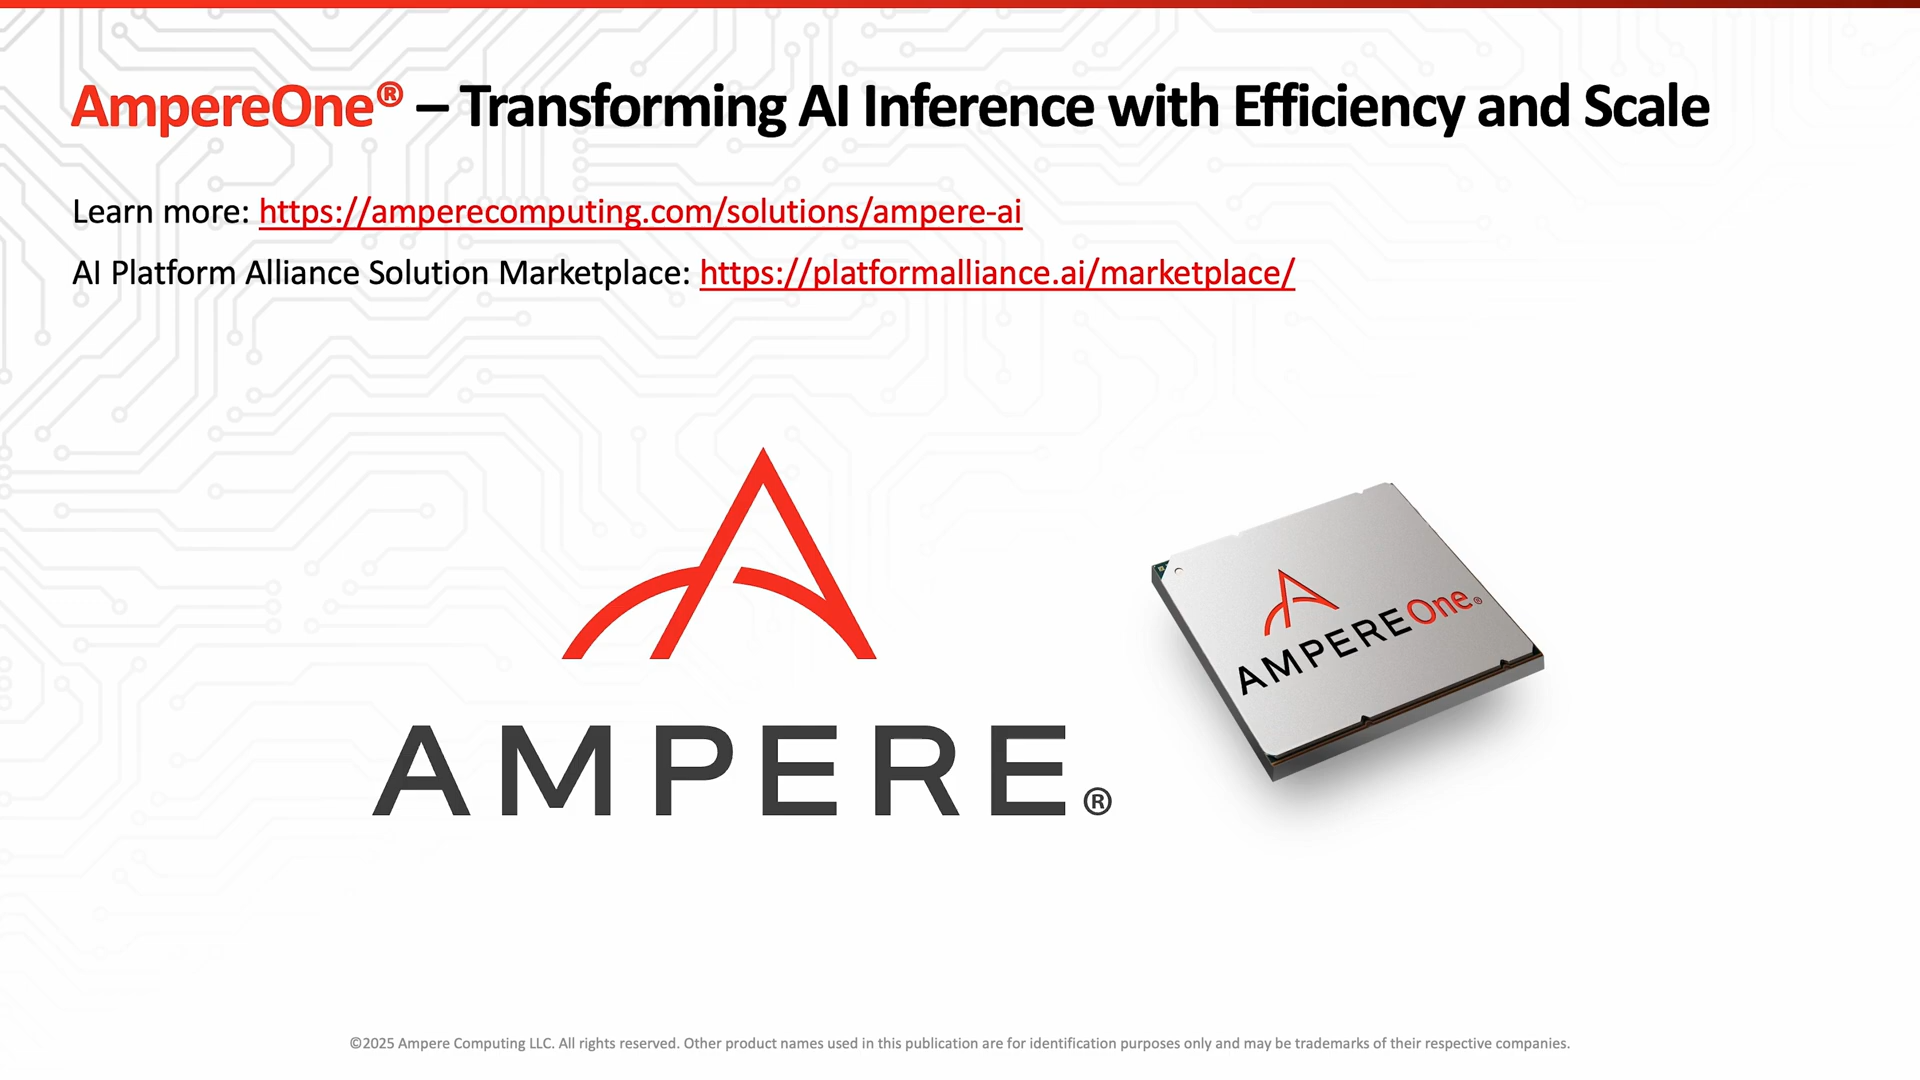 AmpereOne® – Transforming AI Inference with Efficiency and Scale
Learn more: https://amperecomputing.com/solutions/ampere-ai
AI Platform Alliance Solution Marketplace: https://platformalliance.ai/marketplace/
AMPERE®
AMPEREOne®
©2025 Ampere Computing LLC. All rights reserved. Other product names used in this publication are for identification purposes only and may be trademarks of their respective companies.